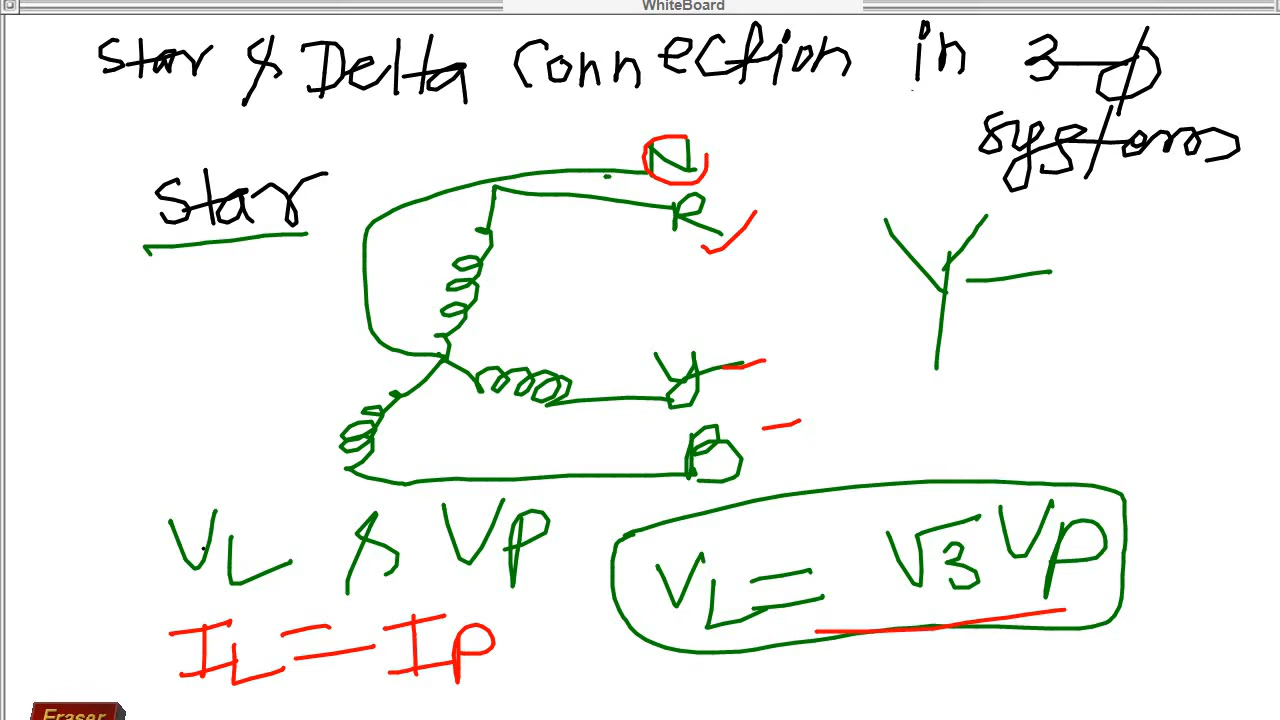 WhiteBoard
Star & Delta Connection in 3-ϕ
systems
Star
N
R
Y
Y
B
VL & VP
VL = √3 VP
IL = IP
Eraser